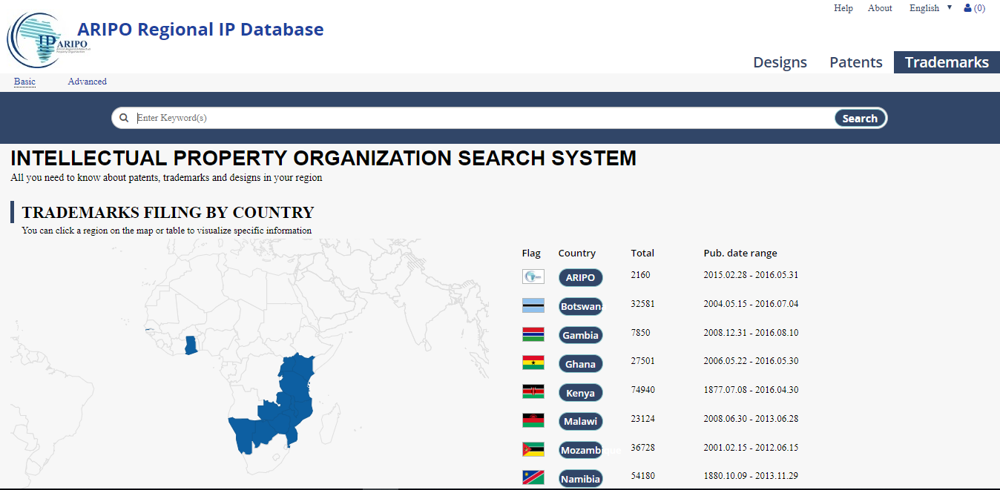 Help About English ▼ (0)
IP ARIPO
ARIPO Regional IP Database
Designs Patents Trademarks
Basic Advanced
Enter Keyword(s) Search
INTELLECTUAL PROPERTY ORGANIZATION SEARCH SYSTEM
All you need to know about patents, trademarks and designs in your region
TRADEMARKS FILING BY COUNTRY
You can click a region on the map or table to visualize specific information
Flag Country Total Pub. date range
ARIPO 2160 2015.02.28 - 2016.05.31
Botswan 32581 2004.05.15 - 2016.07.04
Gambia 7850 2008.12.31 - 2016.08.10
Ghana 27501 2006.05.22 - 2016.05.30
Kenya 74940 1877.07.08 - 2016.04.30
Malawi 23124 2008.06.30 - 2013.06.28
Mozambique 36728 2001.02.15 - 2012.06.15
Namibia 54180 1880.10.09 - 2013.11.29